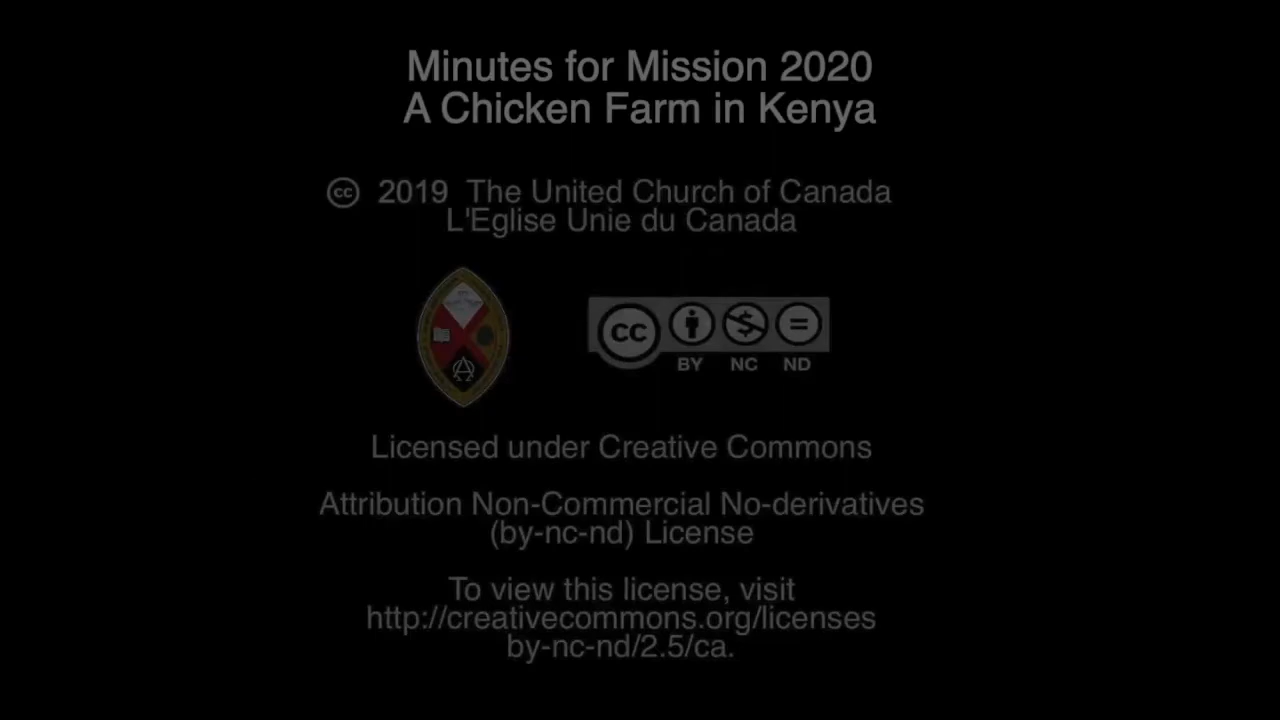 Minutes for Mission 2020
A Chicken Farm in Kenya
cc 2019 The United Church of Canada
L'Eglise Unie du Canada
cc
BY NC ND
Licensed under Creative Commons
Attribution Non-Commercial No-derivatives
(by-nc-nd) License
To view this license, visit
http://creativecommons.org/licenses
by-nc-nd/2.5/ca.